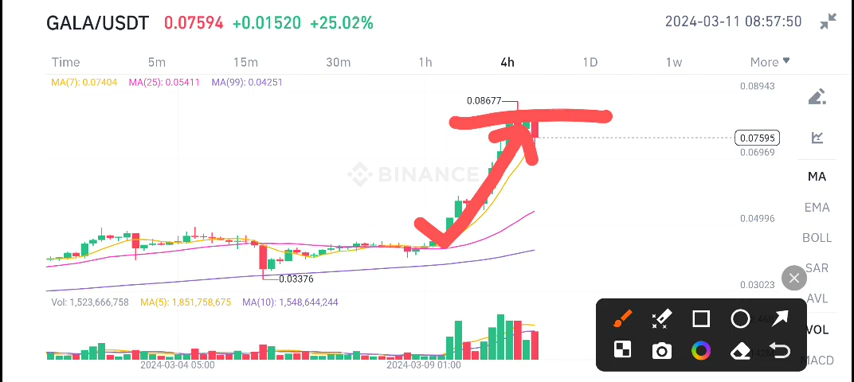 GALA/USDT 0.07594 +0.01520 +25.02% 2024-03-11 08:57:50
Time 5m 15m 30m 1h 4h 1D 1w More
MA(7): 0.07404 MA(25): 0.05411 MA(99): 0.04251
0.08943
0.08677
0.07595
0.06969
BINANCE
MA
EMA
0.04996
BOLL
SAR
0.03376
0.03023
AVL
Vol: 1,523,666,758 MA(5): 1,851,758,675 MA(10): 1,548,644,244
VOL
MACD
2024-03-04 05:00 2024-03-09 01:00